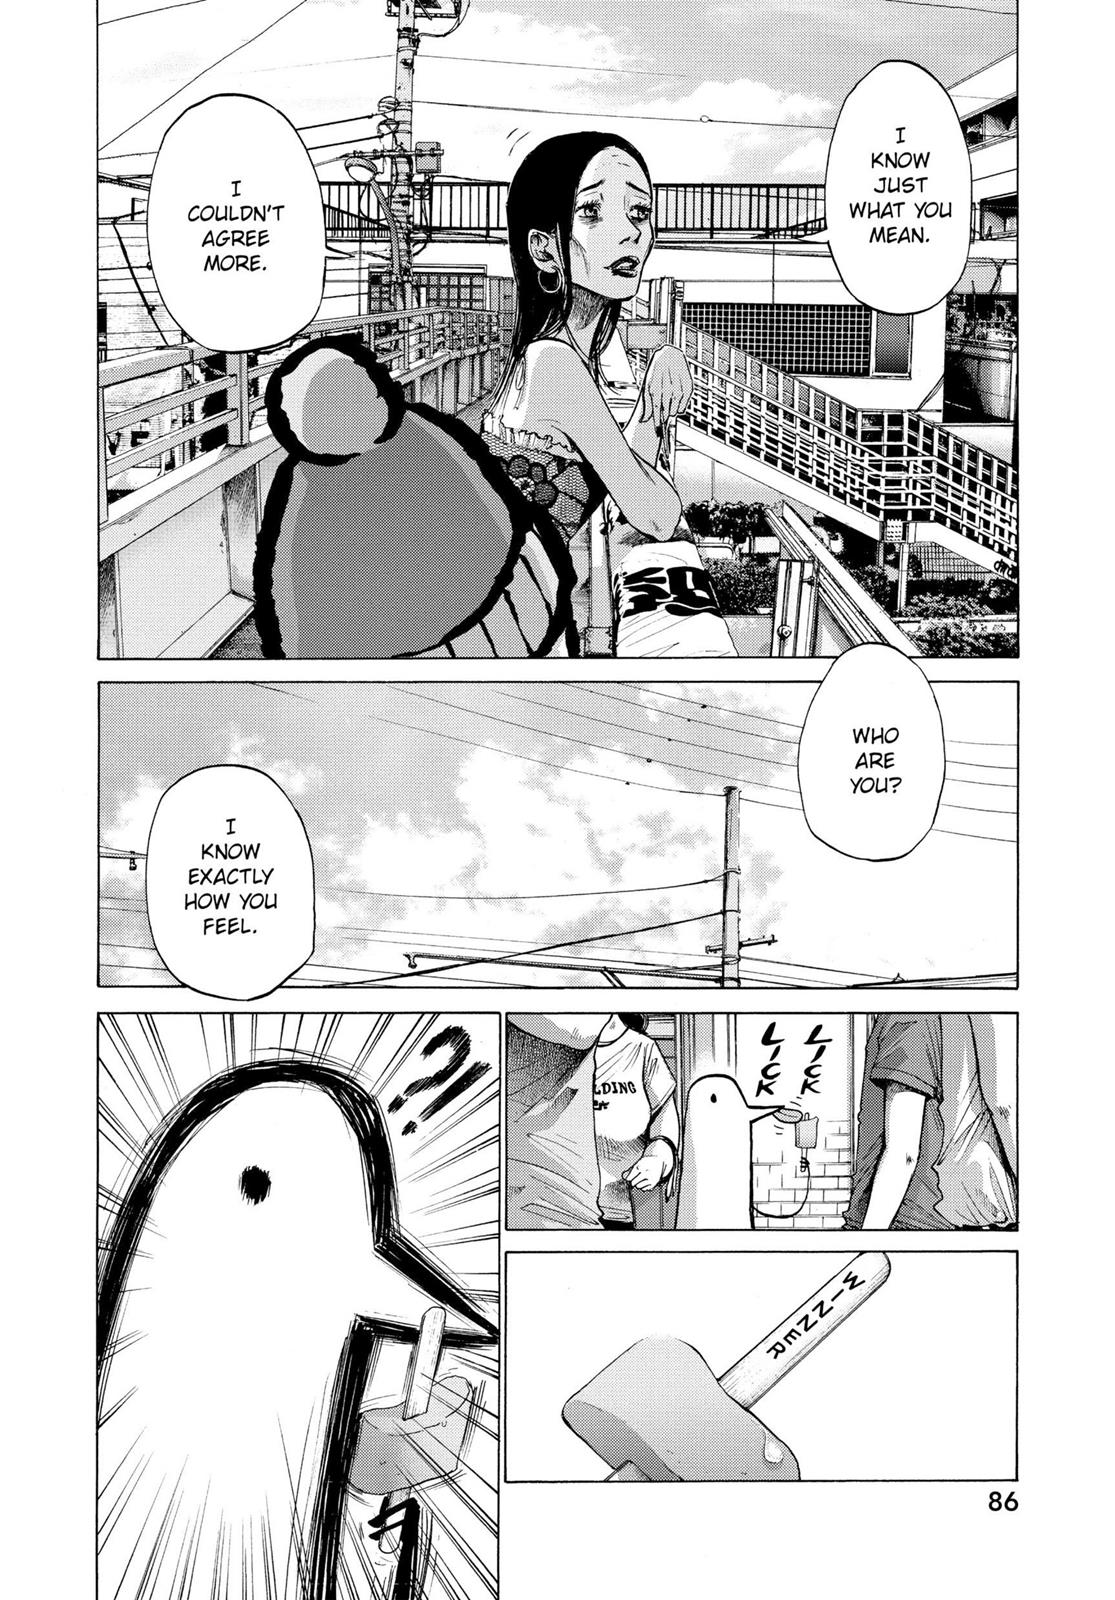 I
KNOW
JUST
WHAT YOU
MEAN.
I
COULDN'T
AGREE
MORE.
WHO
ARE
YOU?
I
KNOW
EXACTLY
HOW YOU
FEEL.
LICK
LICK
LDING
?!
WINNER
86